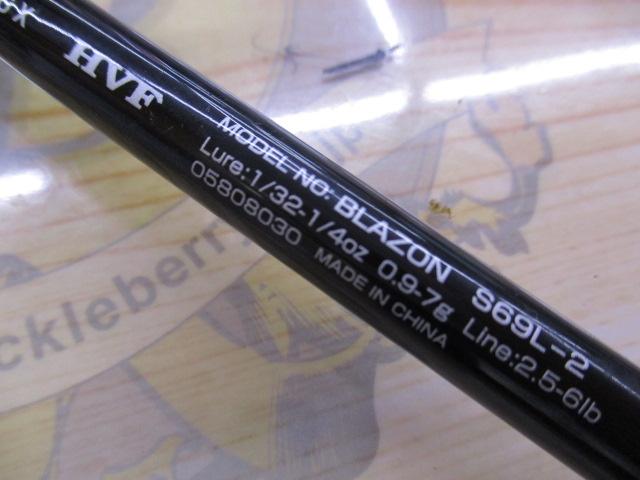 HVF
MODEL NO: BLAZON S69L-2
Lure:1/32-1/4oz 0.9-7g Line:2.5-6lb
05808030 MADE IN CHINA
ckleberry